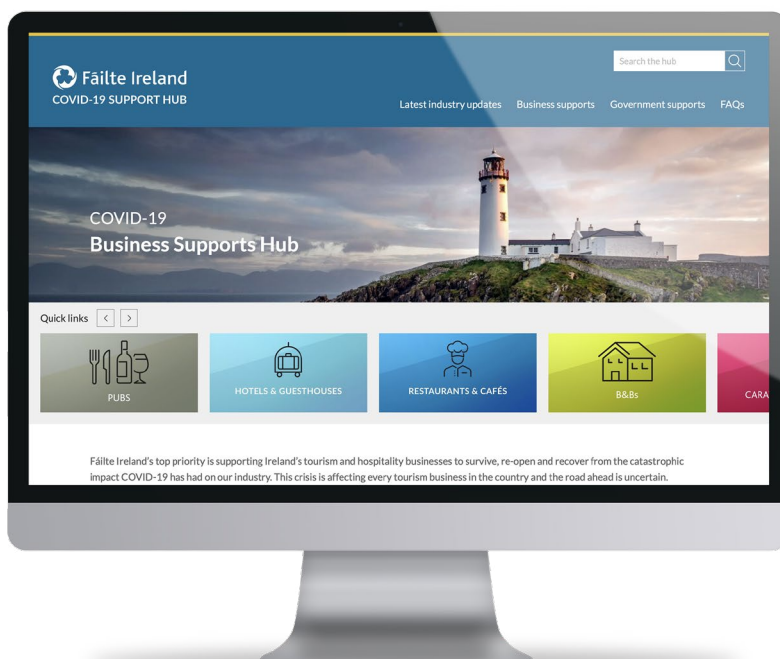 Fáilte Ireland
COVID-19 SUPPORT HUB
Search the hub
Latest industry updates Business supports Government supports FAQs
COVID-19
Business Supports Hub
Quick links
PUBS
HOTELS & GUESTHOUSES
RESTAURANTS & CAFÉS
B&Bs
CARA
Fáilte Ireland's top priority is supporting Ireland's tourism and hospitality businesses to survive, re-open and recover from the catastrophic
impact COVID-19 has had on our industry. This crisis is affecting every tourism business in the country and the road ahead is uncertain.